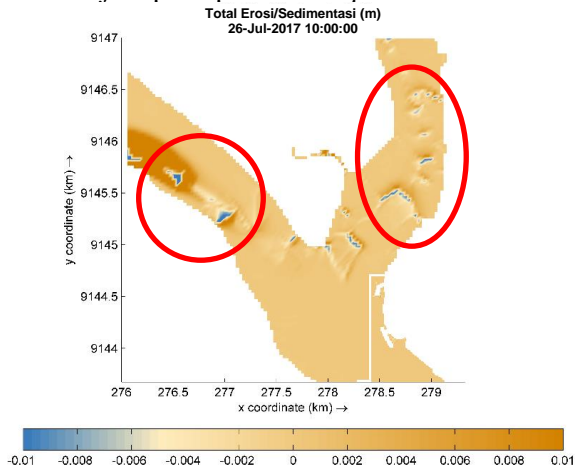 Total Erosi/Sedimentasi (m)
26-Jul-2017 10:00:00
9147
9146.5
9146
9145.5
9145
9144.5
9144
y coordinate (km) →
276 276.5 277 277.5 278 278.5 279
x coordinate (km) →
-0.01 -0.008 -0.006 -0.004 -0.002 0 0.002 0.004 0.006 0.008 0.01